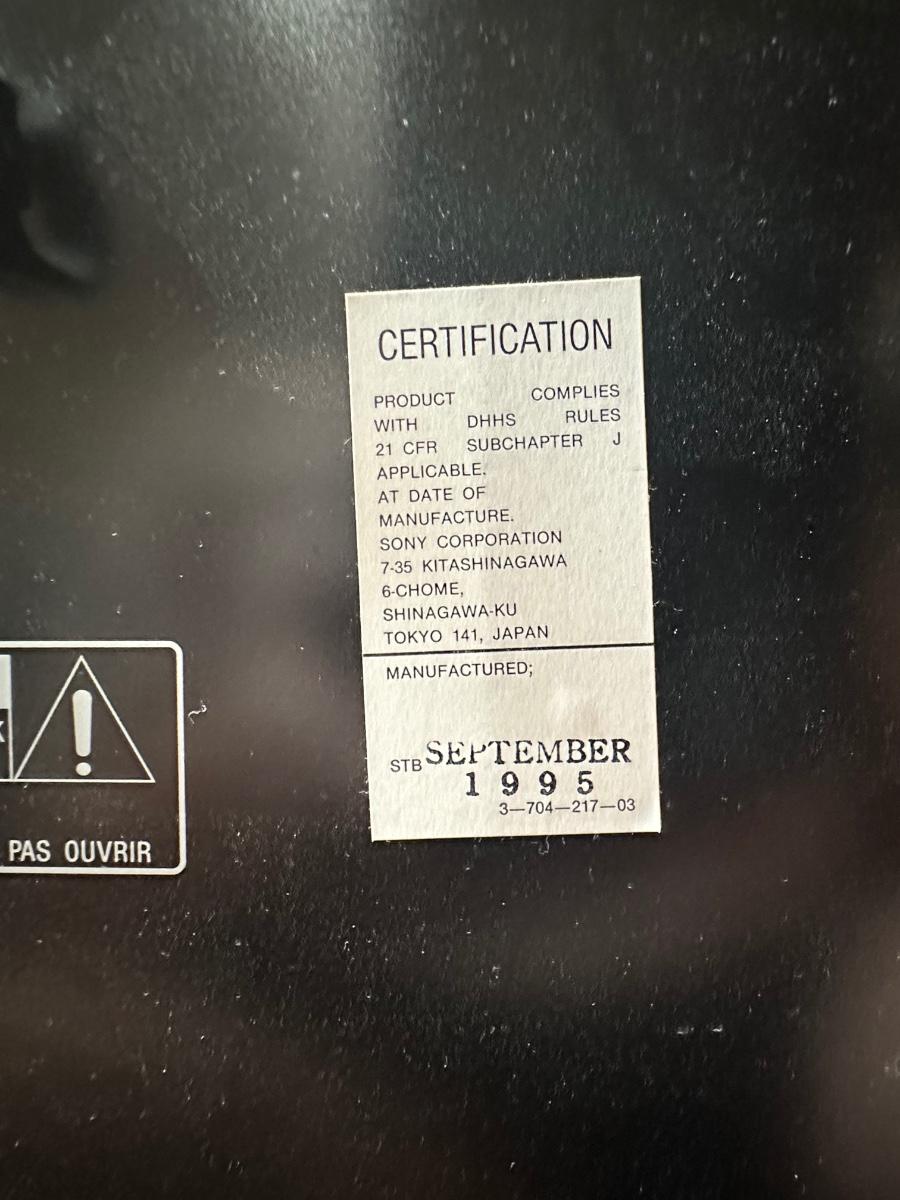 CERTIFICATION
PRODUCT COMPLIES
WITH DHHS RULES
21 CFR SUBCHAPTER J
APPLICABLE.
AT DATE OF
MANUFACTURE.
SONY CORPORATION
7-35 KITASHINAGAWA
6-CHOME,
SHINAGAWA-KU
TOKYO 141, JAPAN
MANUFACTURED;
STB SEPTEMBER
1995
3—704—217—03
!
PAS OUVRIR